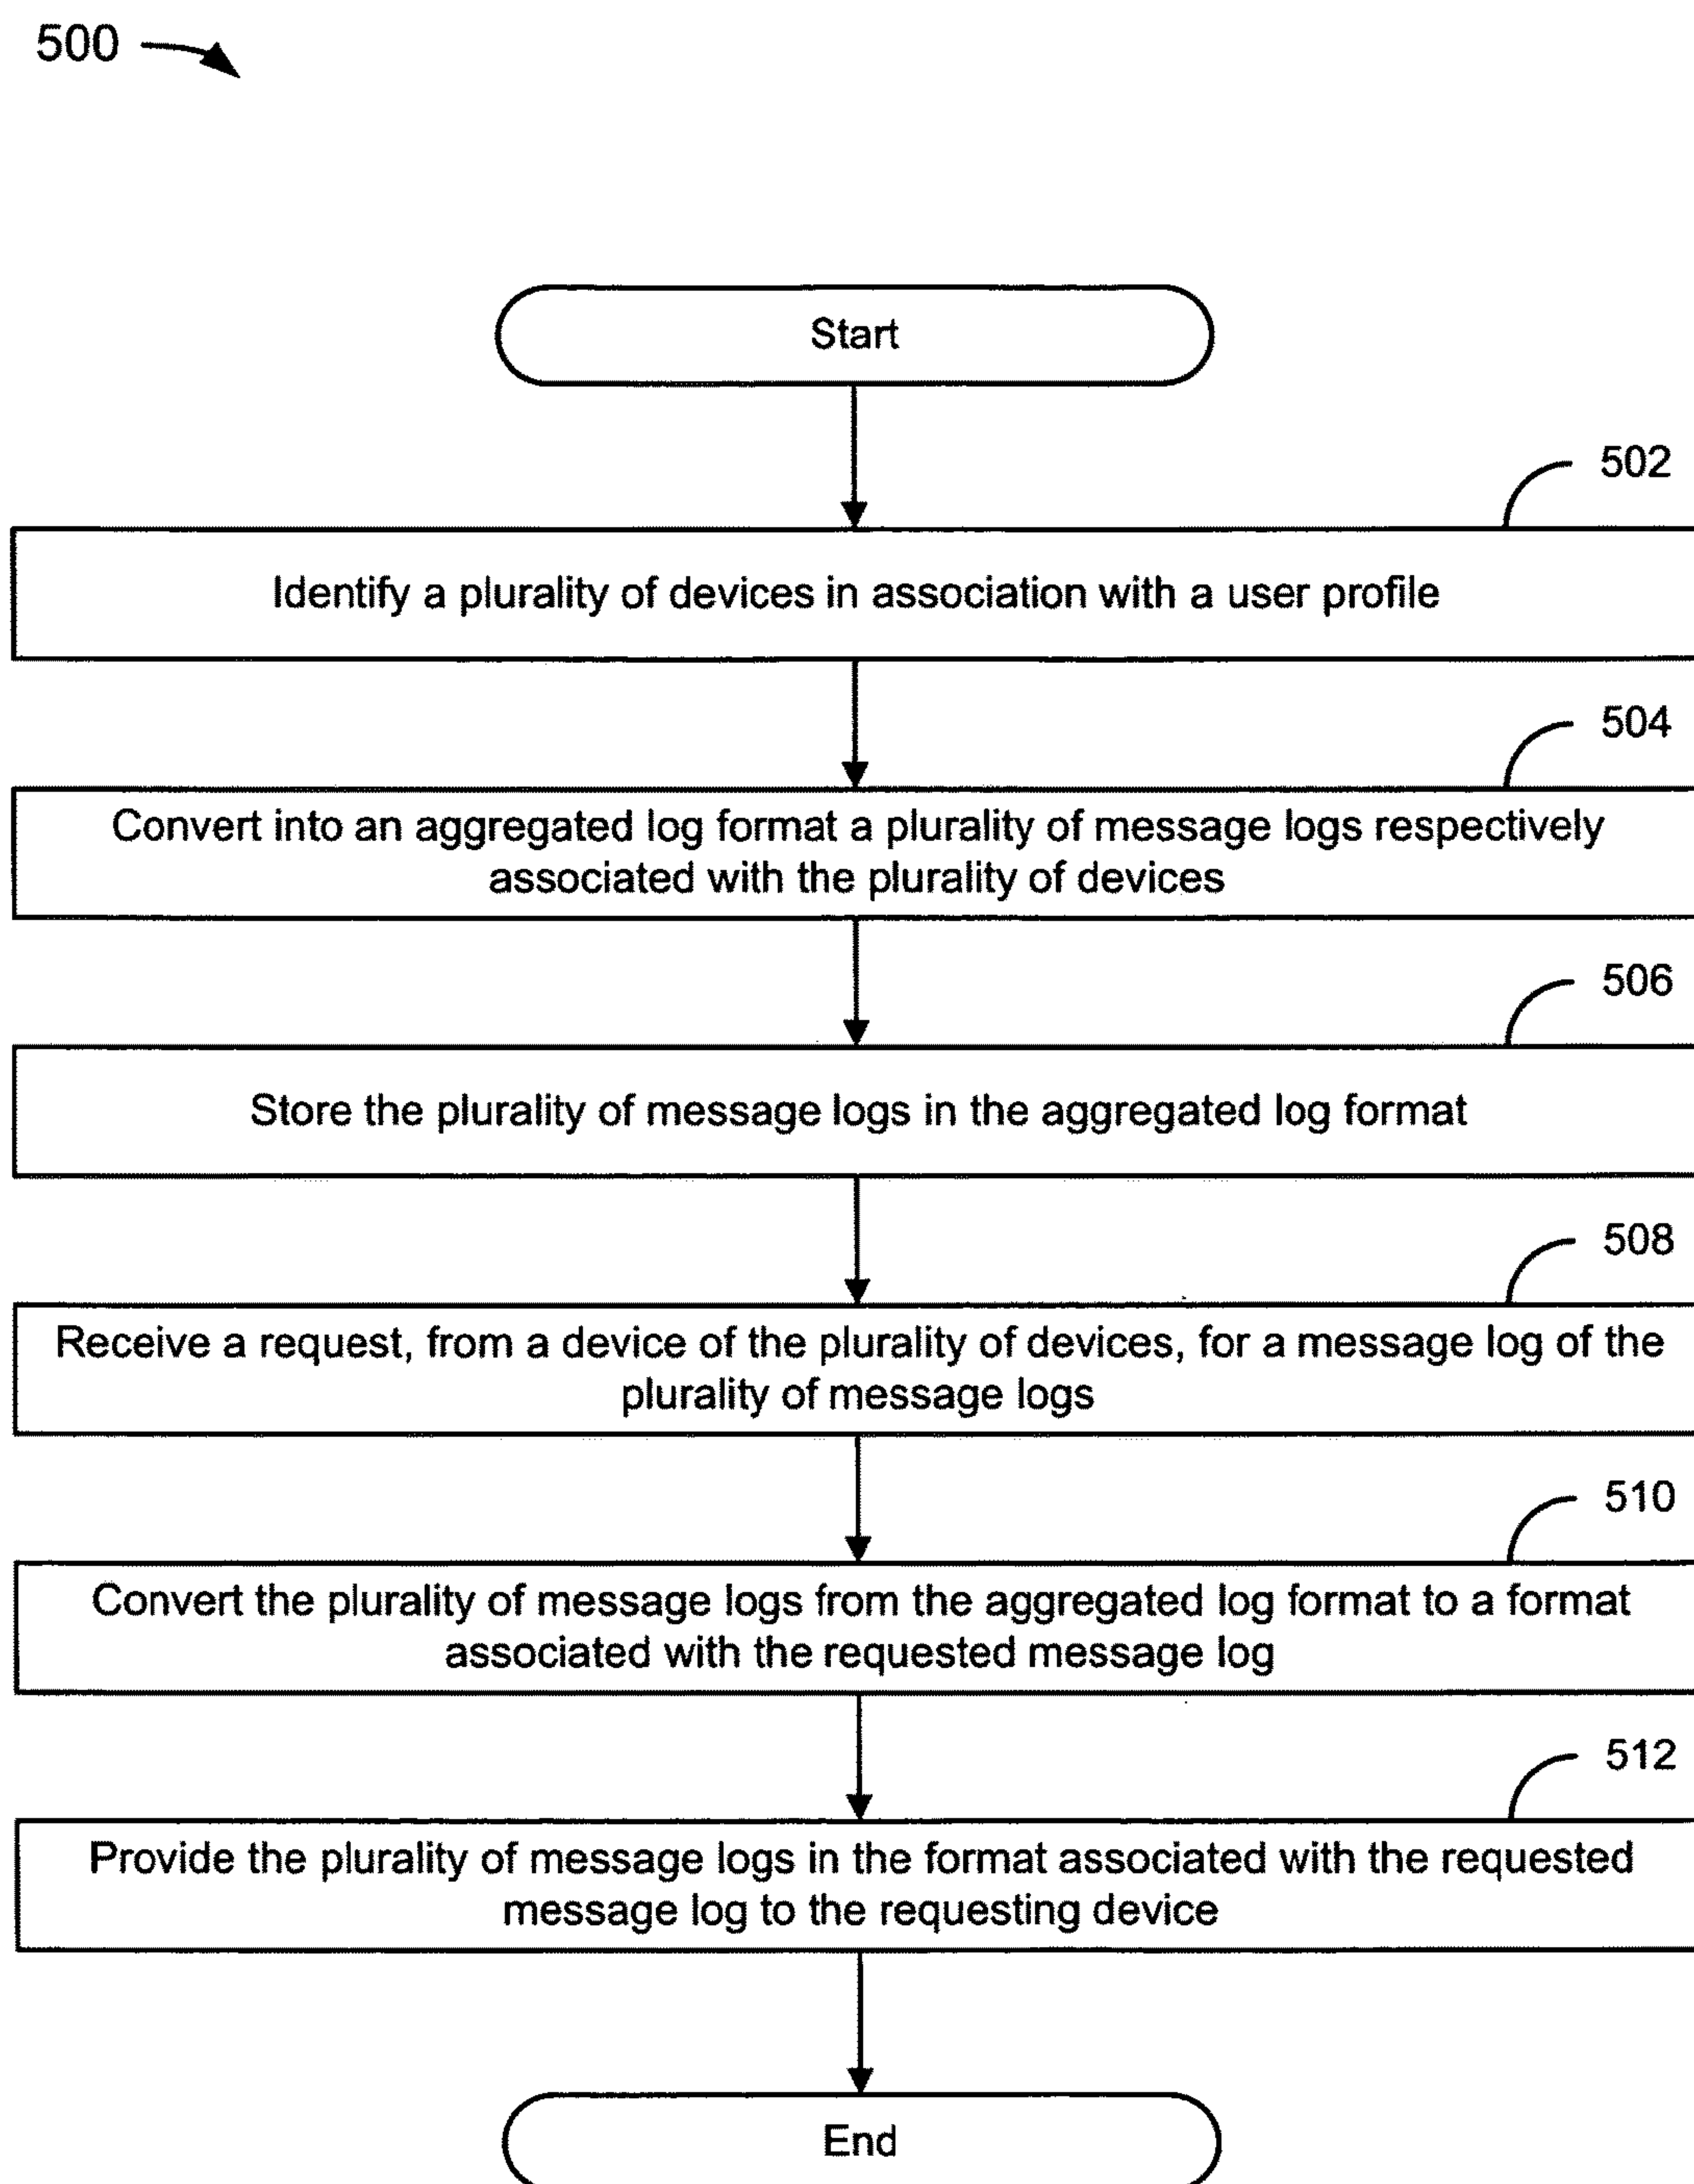 500
Start
502
Identify a plurality of devices in association with a user profile
504
Convert into an aggregated log format a plurality of message logs respectively
associated with the plurality of devices
506
Store the plurality of message logs in the aggregated log format
508
Receive a request, from a device of the plurality of devices, for a message log of the
plurality of message logs
510
Convert the plurality of message logs from the aggregated log format to a format
associated with the requested message log
512
Provide the plurality of message logs in the format associated with the requested
message log to the requesting device
End